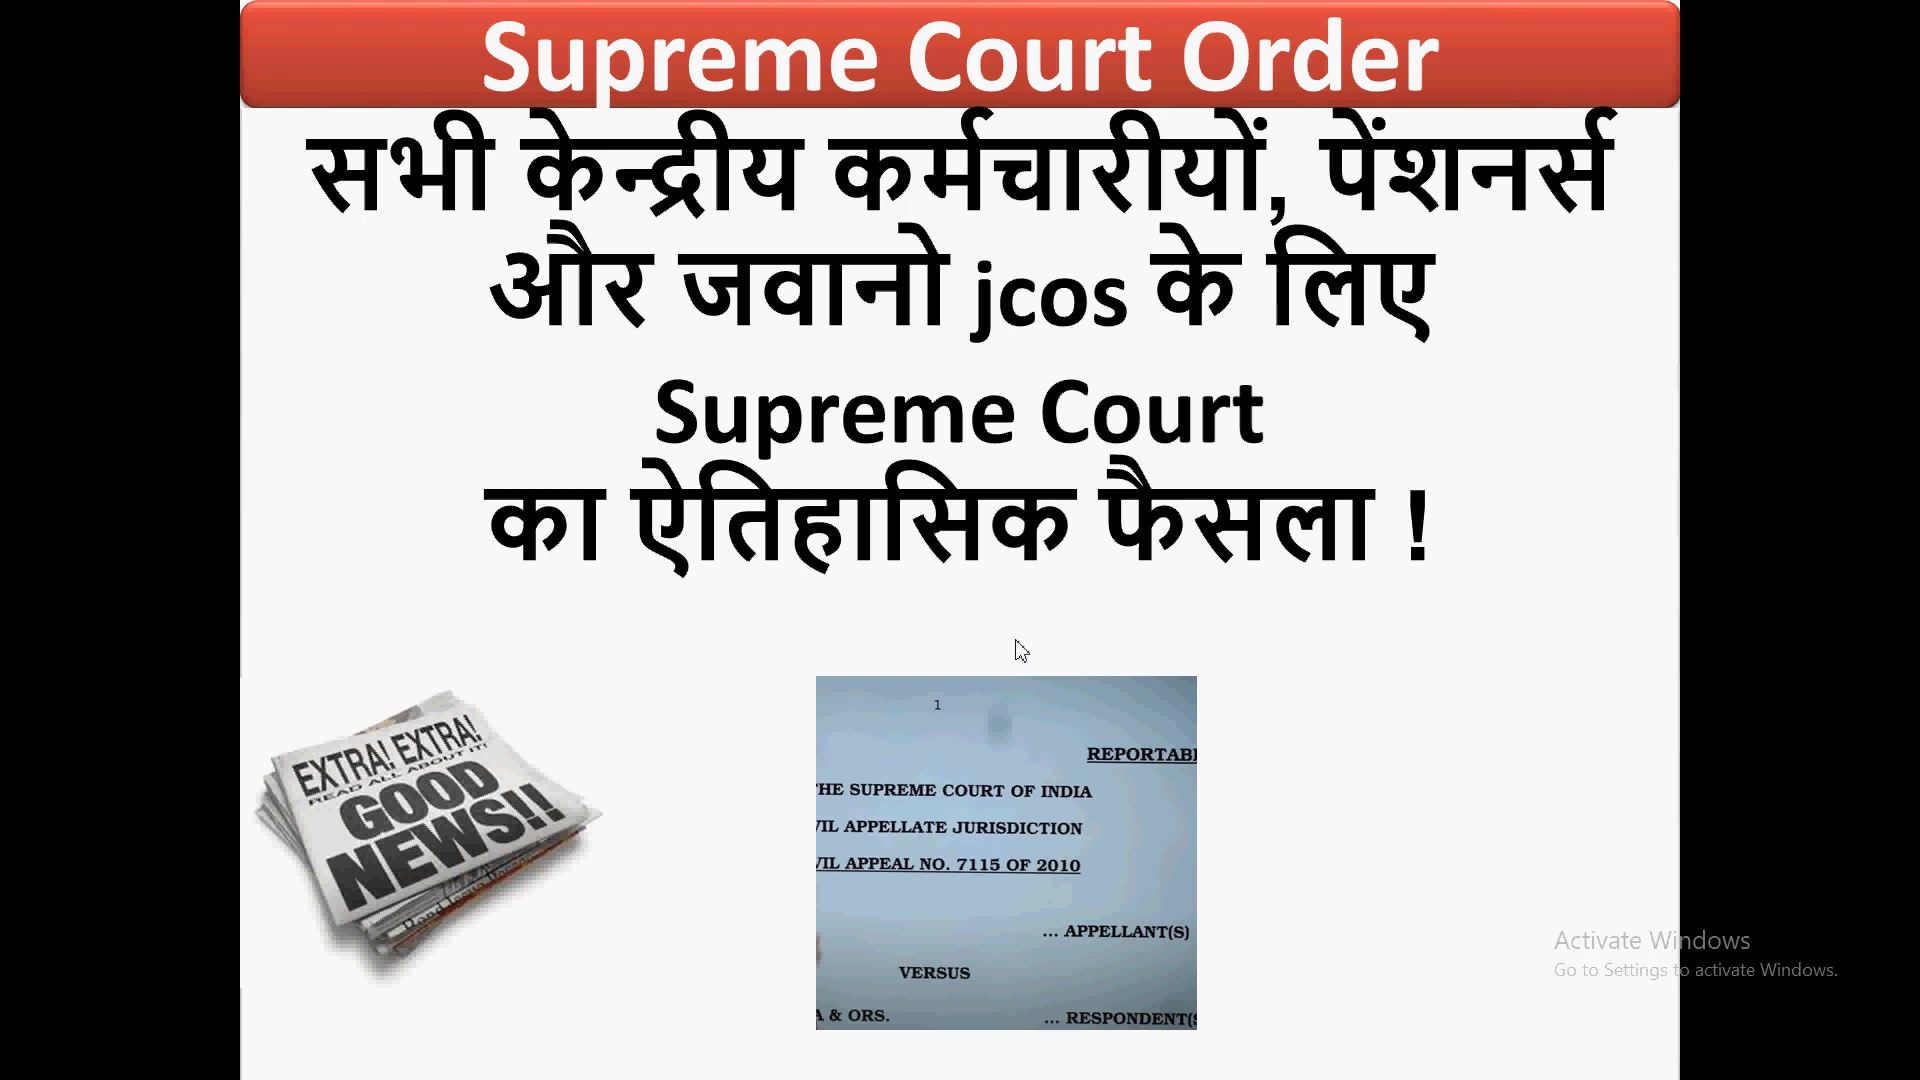 Supreme Court Order
सभी केन्द्रीय कर्मचारीयों, पेंशनर्स
और जवानो jcos के लिए
Supreme Court
का ऐतिहासिक फैसला !
EXTRA! EXTRA!
READ ALL ABOUT IT!
GOOD
NEWS!!
1
REPORTABL
THE SUPREME COURT OF INDIA
VIL APPELLATE JURISDICTION
VIL APPEAL NO. 7115 OF 2010
... APPELLANT(S)
VERSUS
A & ORS.
... RESPONDENT(S
Activate Windows
Go to Settings to activate Windows.